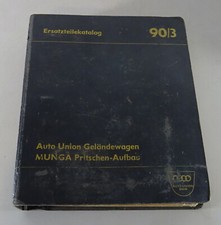 Ersatzteilekatalog
90/3
Auto Union Geländewagen
MUNGA Pritschen-Aufbau